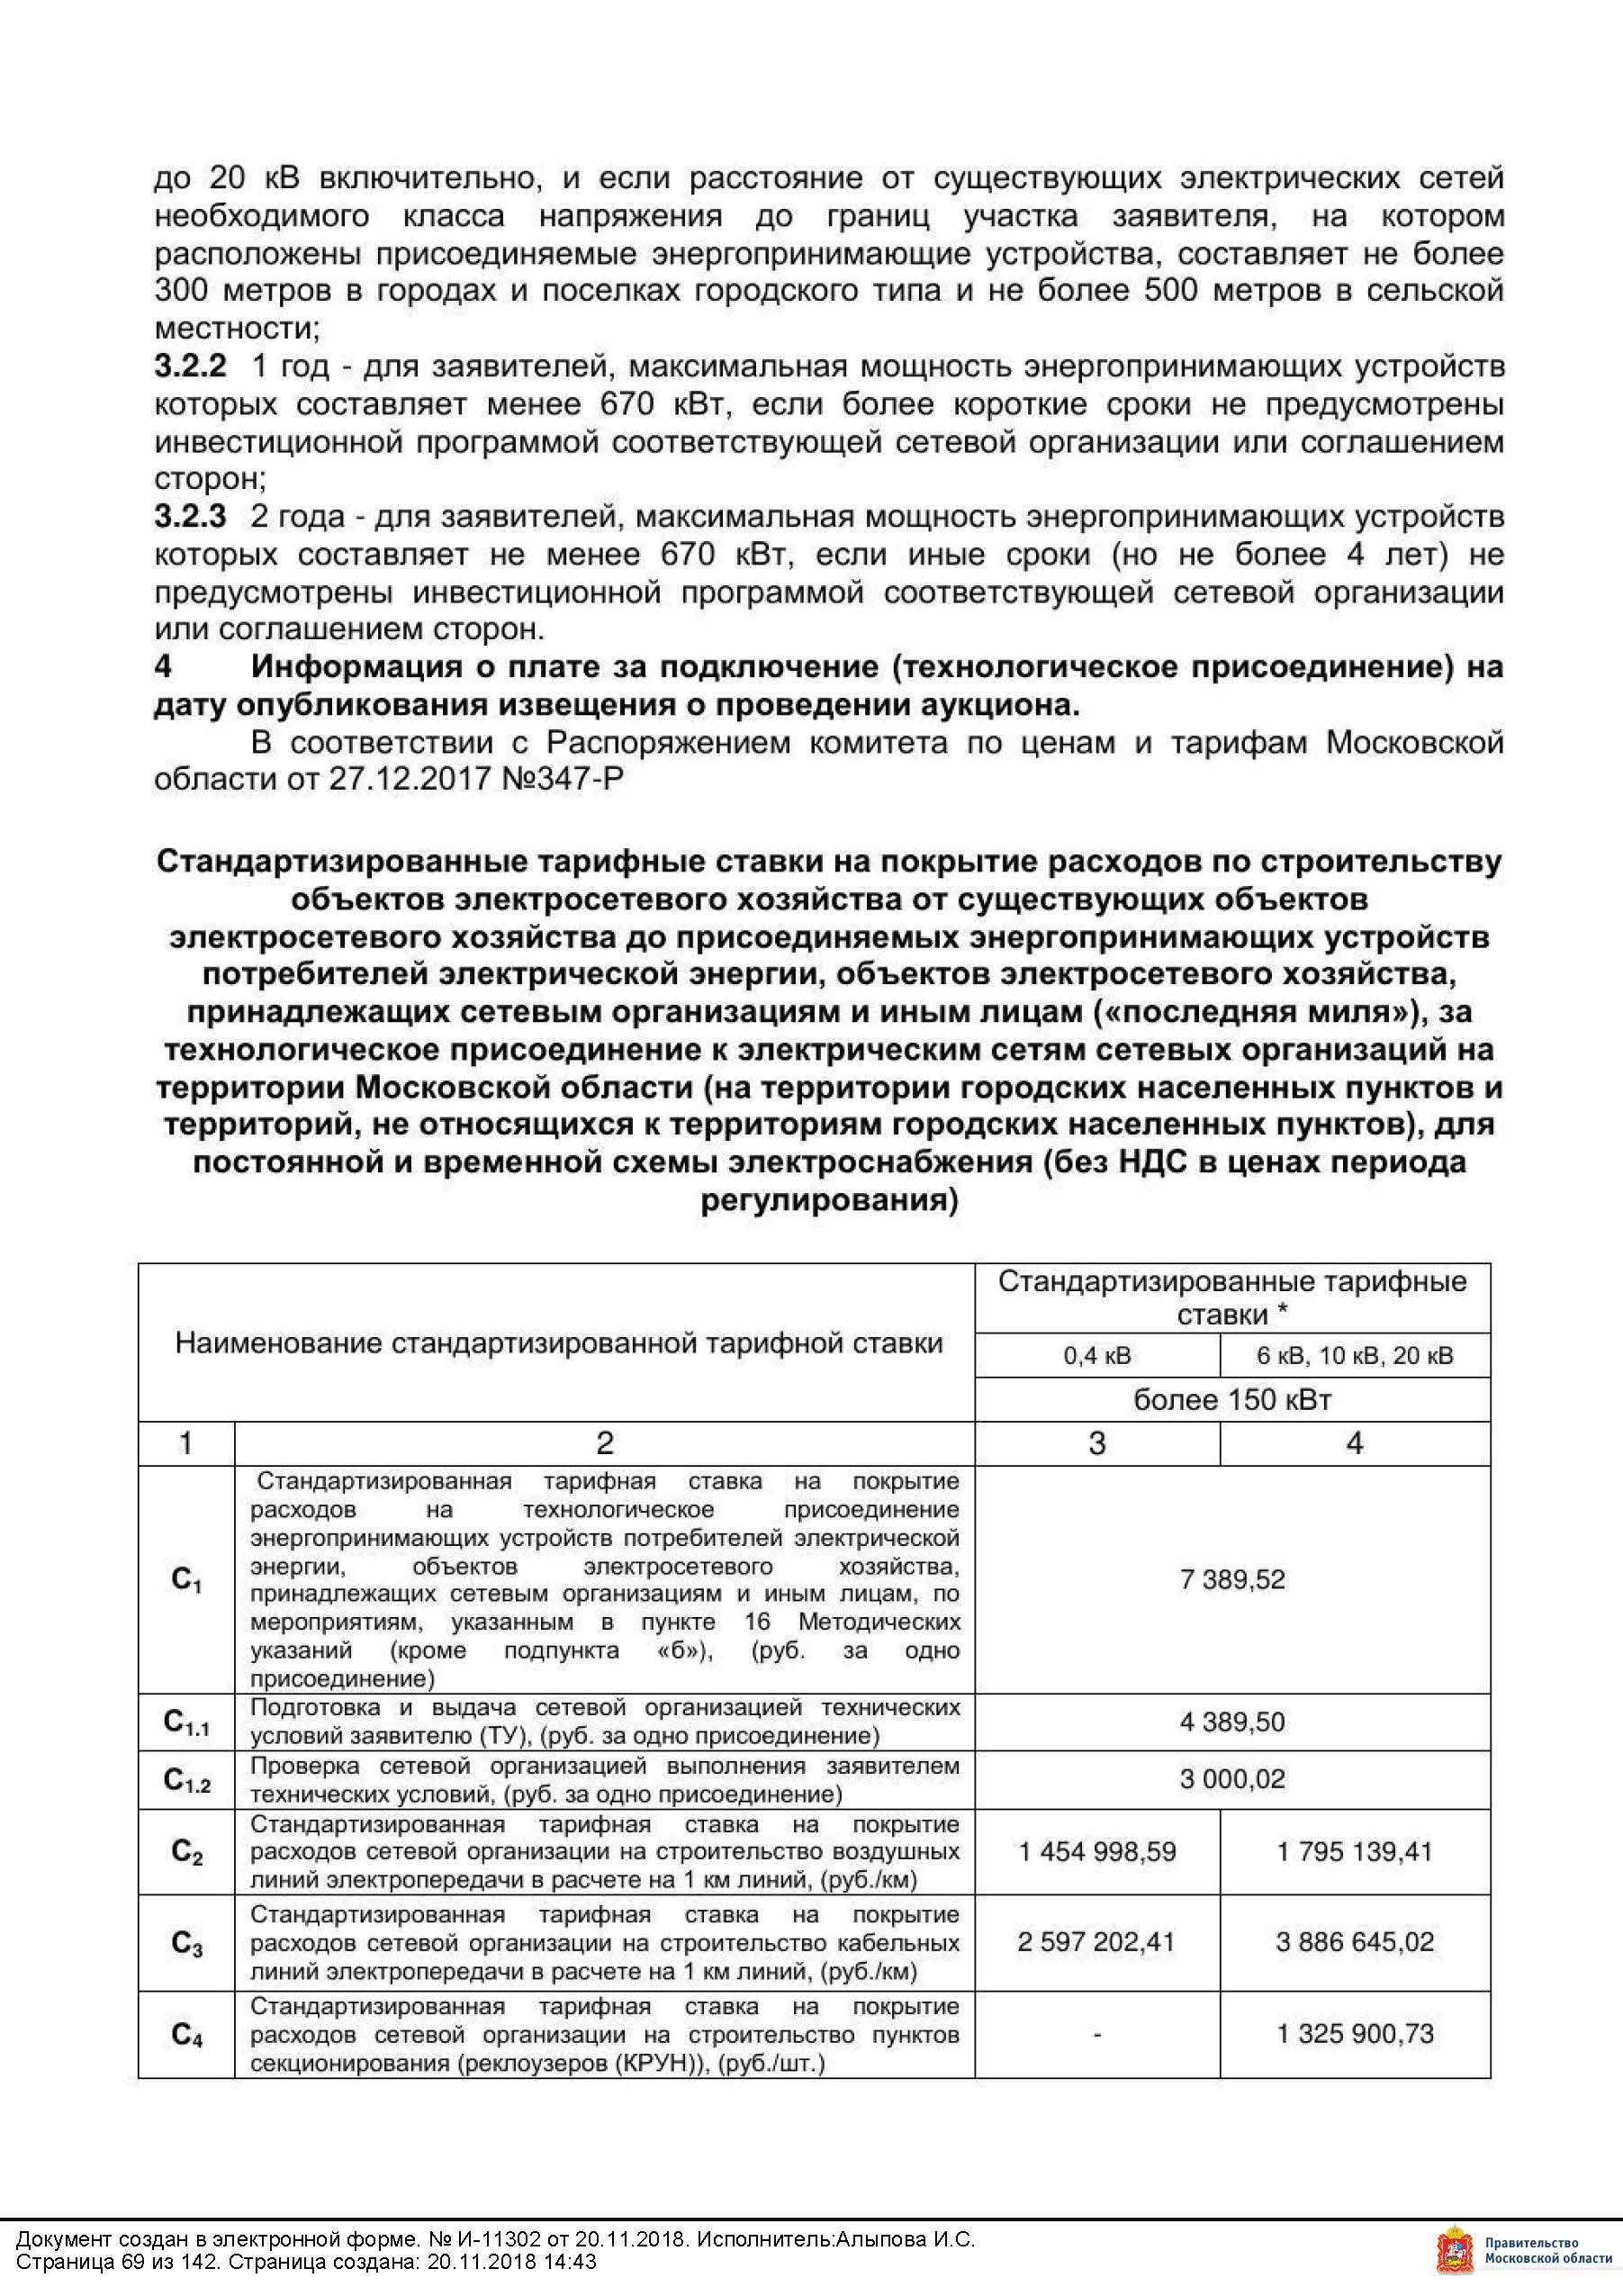 до 20 кВ включительно, и если расстояние от существующих электрических сетей
необходимого класса напряжения до границ участка заявителя, на котором
расположены присоединяемые энергопринимающие устройства, составляет не более
300 метров в городах и поселках городского типа и не более 500 метров в сельской
местности;
3.2.2 1 год - для заявителей, максимальная мощность энергопринимающих устройств
которых составляет менее 670 кВт, если более короткие сроки не предусмотрены
инвестиционной программой соответствующей сетевой организации или соглашением
сторон;
3.2.3 2 года - для заявителей, максимальная мощность энергопринимающих устройств
которых составляет не менее 670 кВт, если иные сроки (но не более 4 лет) не
предусмотрены инвестиционной программой соответствующей сетевой организации
или соглашением сторон.
4 Информация о плате за подключение (технологическое присоединение) на
дату опубликования извещения о проведении аукциона.
В соответствии с Распоряжением комитета по ценам и тарифам Московской
области от 27.12.2017 №347-Р
Стандартизированные тарифные ставки на покрытие расходов по строительству
объектов электросетевого хозяйства от существующих объектов
электросетевого хозяйства до присоединяемых энергопринимающих устройств
потребителей электрической энергии, объектов электросетевого хозяйства,
принадлежащих сетевым организациям и иным лицам («последняя миля»), за
технологическое присоединение к электрическим сетям сетевых организаций на
территории Московской области (на территории городских населенных пунктов и
территорий, не относящихся к территориям городских населенных пунктов), для
постоянной и временной схемы электроснабжения (без НДС в ценах периода
регулирования)
Наименование стандартизированной тарифной ставки
Стандартизированные тарифные
ставки *
0,4 кВ
6 кВ, 10 кВ, 20 кВ
более 150 кВт
1 2 3 4
С1
Стандартизированная тарифная ставка на покрытие
расходов на технологическое присоединение
энергопринимающих устройств потребителей электрической
энергии, объектов электросетевого хозяйства,
принадлежащих сетевым организациям и иным лицам, по
мероприятиям, указанным в пункте 16 Методических
указаний (кроме подпункта «б»), (руб. за одно
присоединение)
7 389,52
С1.1
Подготовка и выдача сетевой организацией технических
условий заявителю (ТУ), (руб. за одно присоединение)
4 389,50
С1.2
Проверка сетевой организацией выполнения заявителем
технических условий, (руб. за одно присоединение)
3 000,02
С2
Стандартизированная тарифная ставка на покрытие
расходов сетевой организации на строительство воздушных
линий электропередачи в расчете на 1 км линий, (руб./км)
1 454 998,59
1 795 139,41
С3
Стандартизированная тарифная ставка на покрытие
расходов сетевой организации на строительство кабельных
линий электропередачи в расчете на 1 км линий, (руб./км)
2 597 202,41
3 886 645,02
С4
Стандартизированная тарифная ставка на покрытие
расходов сетевой организации на строительство пунктов
секционирования (реклоузеров (КРУН)), (руб./шт.)
-
1 325 900,73
Документ создан в электронной форме. № И-11302 от 20.11.2018. Исполнитель:Алыпова И.С.
Страница 69 из 142. Страница создана: 20.11.2018 14:43
Правительство
Московской области